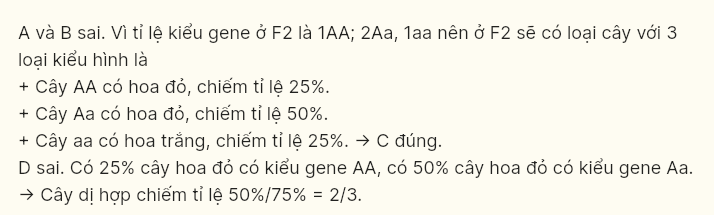 A và B sai. Vì tỉ lệ kiểu gene ở F2 là 1AA; 2Aa, 1aa nên ở F2 sẽ có loại cây với 3
loại kiểu hình là
+ Cây AA có hoa đỏ, chiếm tỉ lệ 25%.
+ Cây Aa có hoa đỏ, chiếm tỉ lệ 50%.
+ Cây aa có hoa trắng, chiếm tỉ lệ 25%. → C đúng.
D sai. Có 25% cây hoa đỏ có kiểu gene AA, có 50% cây hoa đỏ có kiểu gene Aa.
→ Cây dị hợp chiếm tỉ lệ 50%/75% = 2/3.